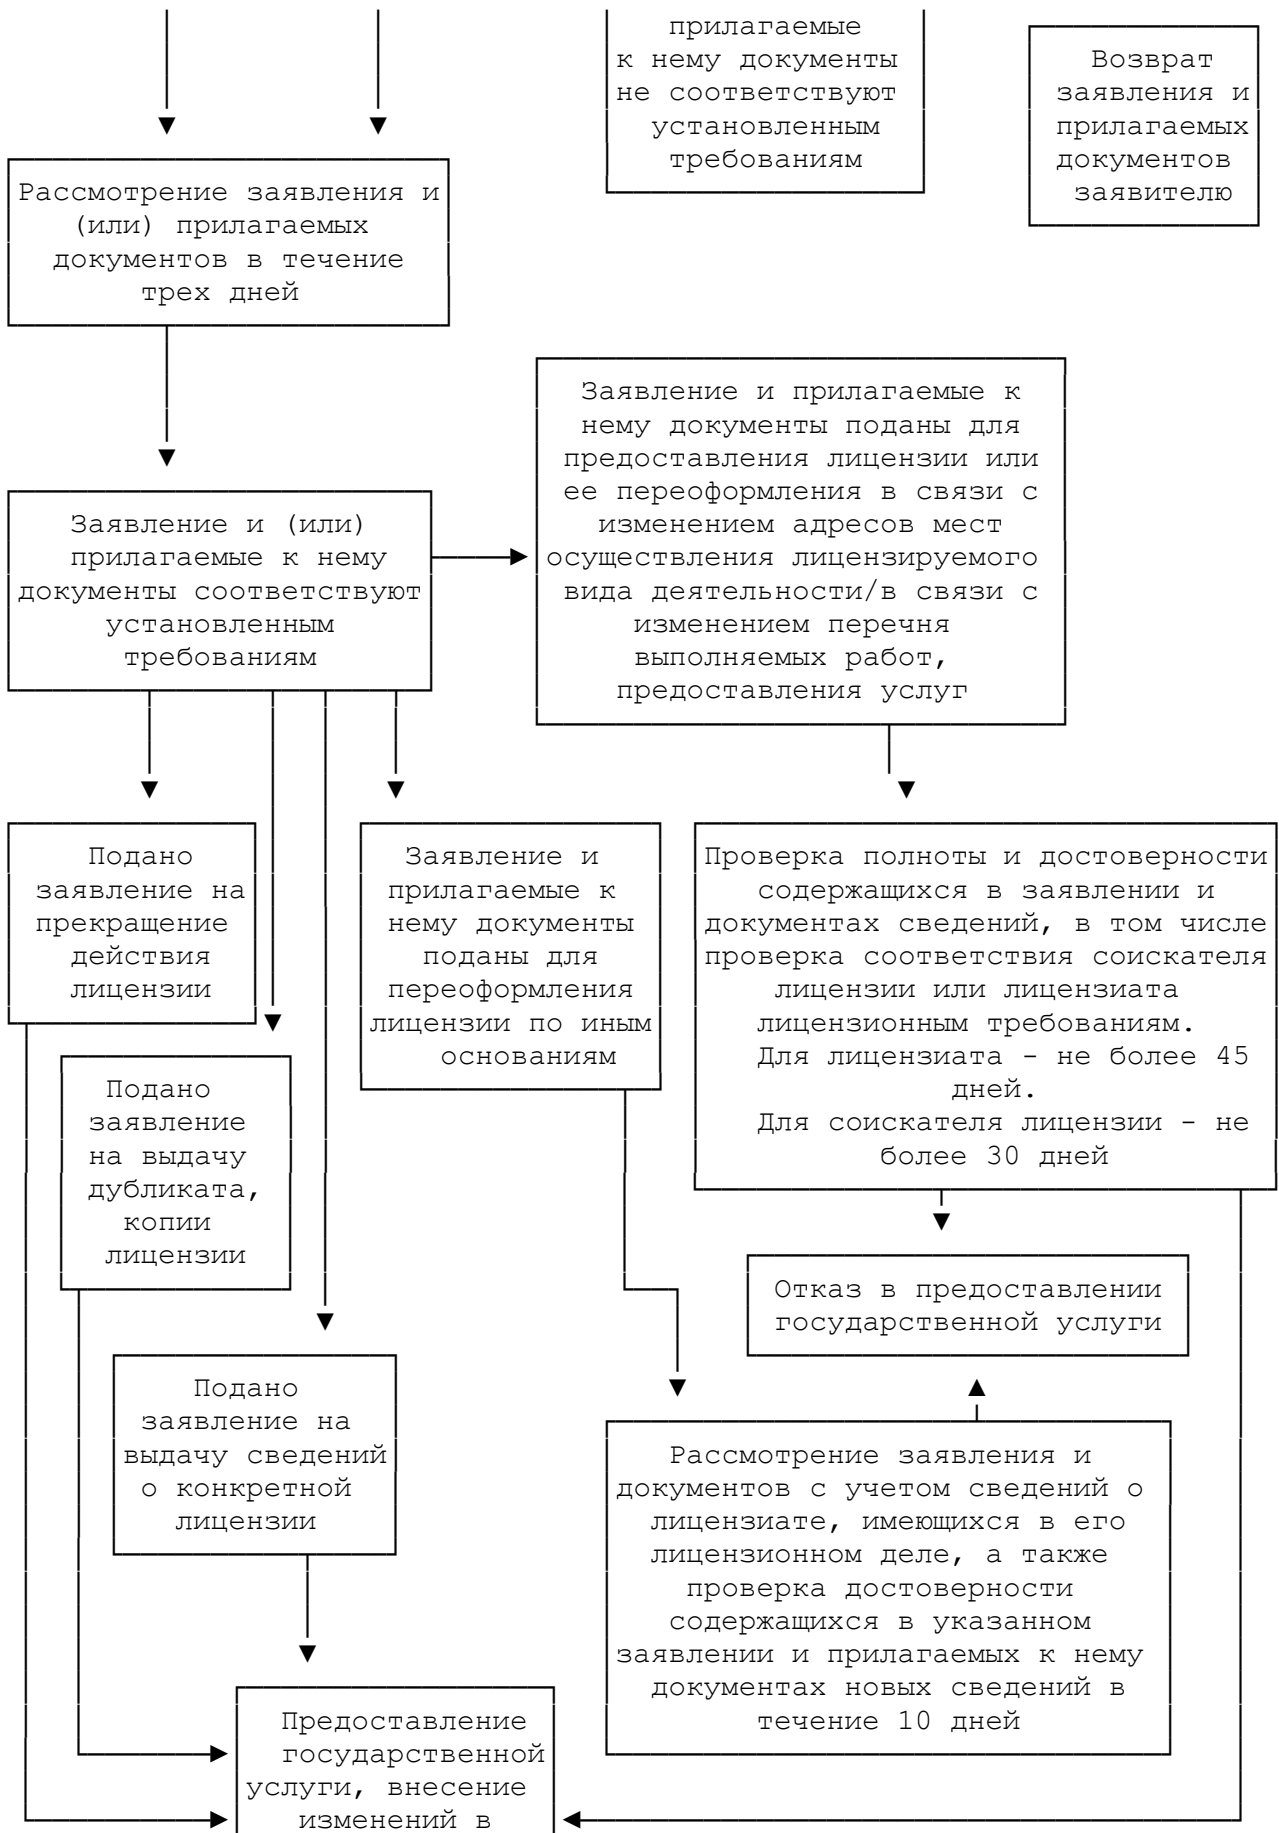 прилагаемые
к нему документы
не соответствуют
установленным
требованиям
Возврат
заявления и
прилагаемых
документов
заявителю
Рассмотрение заявления и
(или) прилагаемых
документов в течение
трех дней
Заявление и прилагаемые к
нему документы поданы для
предоставления лицензии или
ее переоформления в связи с
изменением адресов мест
осуществления лицензируемого
вида деятельности/в связи с
изменением перечня
выполняемых работ,
предоставления услуг
Заявление и (или)
прилагаемые к нему
документы соответствуют
установленным
требованиям
Подано
заявление на
прекращение
действия
лицензии
Заявление и
прилагаемые к
нему документы
поданы для
переоформления
лицензии по иным
основаниям
Проверка полноты и достоверности
содержащихся в заявлении и
документах сведений, в том числе
проверка соответствия соискателя
лицензии или лицензиата
лицензионным требованиям.
Для лицензиата - не более 45
дней.
Для соискателя лицензии - не
более 30 дней
Подано
заявление
на выдачу
дубликата,
копии
лицензии
Отказ в предоставлении
государственной услуги
Подано
заявление на
выдачу сведений
о конкретной
лицензии
Рассмотрение заявления и
документов с учетом сведений о
лицензиате, имеющихся в его
лицензионном деле, а также
проверка достоверности
содержащихся в указанном
заявлении и прилагаемых к нему
документах новых сведений в
течение 10 дней
Предоставление
государственной
услуги, внесение
изменений в